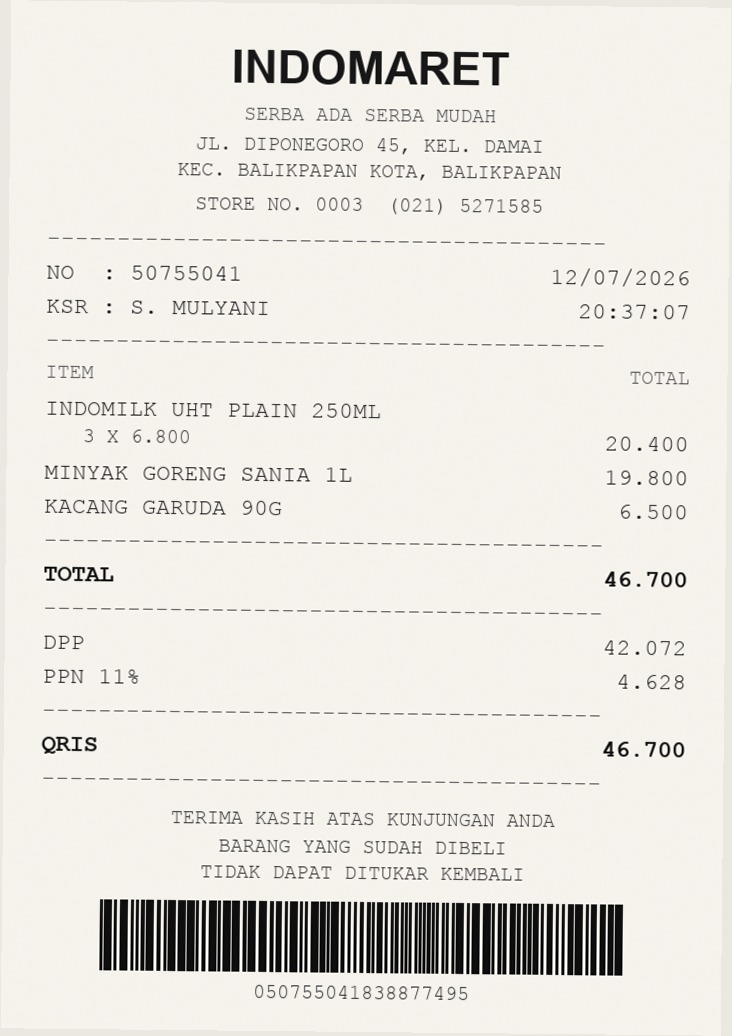 INDOMARET
SERBA ADA SERBA MUDAH
JL. DIPONEGORO 45, KEL. DAMAI
KEC. BALIKPAPAN KOTA, BALIKPAPAN
STORE NO. 0003  (021) 5271585
----------------------------------------
NO  : 50755041 12/07/2026
KSR : S. MULYANI 20:37:07
----------------------------------------
ITEM TOTAL
INDOMILK UHT PLAIN 250ML
3 X 6.800 20.400
MINYAK GORENG SANIA 1L 19.800
KACANG GARUDA 90G 6.500
----------------------------------------
TOTAL 46.700
----------------------------------------
DPP 42.072
PPN 11% 4.628
----------------------------------------
QRIS 46.700
----------------------------------------
TERIMA KASIH ATAS KUNJUNGAN ANDA
BARANG YANG SUDAH DIBELI
TIDAK DAPAT DITUKAR KEMBALI
050755041838877495